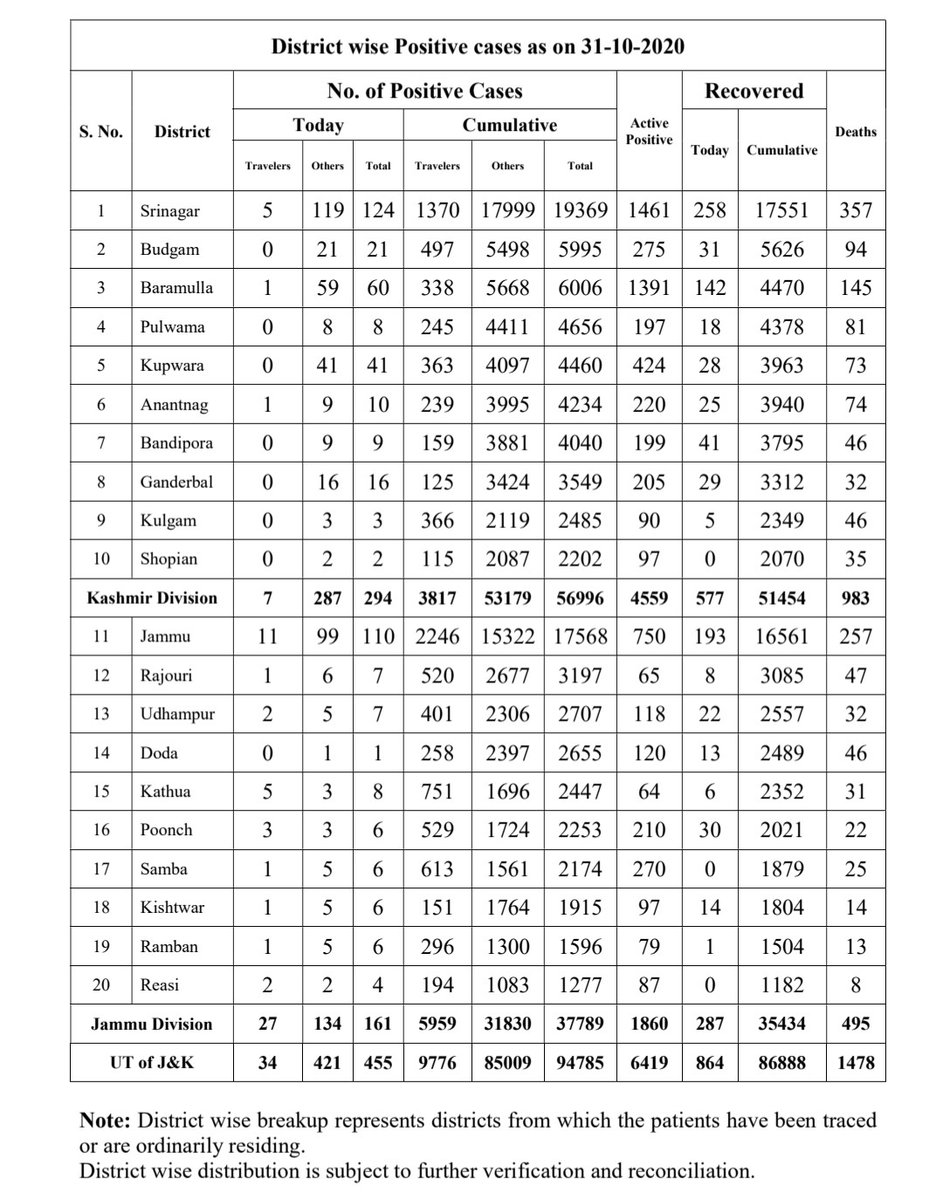 District wise Positive cases as on 31-10-2020
S. No. District No. of Positive Cases Active Positive Recovered Deaths
Today Cumulative Today Cumulative
Travelers Others Total Travelers Others Total
1 Srinagar 5 119 124 1370 17999 19369 1461 258 17551 357
2 Budgam 0 21 21 497 5498 5995 275 31 5626 94
3 Baramulla 1 59 60 338 5668 6006 1391 142 4470 145
4 Pulwama 0 8 8 245 4411 4656 197 18 4378 81
5 Kupwara 0 41 41 363 4097 4460 424 28 3963 73
6 Anantnag 1 9 10 239 3995 4234 220 25 3940 74
7 Bandipora 0 9 9 159 3881 4040 199 41 3795 46
8 Ganderbal 0 16 16 125 3424 3549 205 29 3312 32
9 Kulgam 0 3 3 366 2119 2485 90 5 2349 46
10 Shopian 0 2 2 115 2087 2202 97 0 2070 35
Kashmir Division 7 287 294 3817 53179 56996 4559 577 51454 983
11 Jammu 11 99 110 2246 15322 17568 750 193 16561 257
12 Rajouri 1 6 7 520 2677 3197 65 8 3085 47
13 Udhampur 2 5 7 401 2306 2707 118 22 2557 32
14 Doda 0 1 1 258 2397 2655 120 13 2489 46
15 Kathua 5 3 8 751 1696 2447 64 6 2352 31
16 Poonch 3 3 6 529 1724 2253 210 30 2021 22
17 Samba 1 5 6 613 1561 2174 270 0 1879 25
18 Kishtwar 1 5 6 151 1764 1915 97 14 1804 14
19 Ramban 1 5 6 296 1300 1596 79 1 1504 13
20 Reasi 2 2 4 194 1083 1277 87 0 1182 8
Jammu Division 27 134 161 5959 31830 37789 1860 287 35434 495
UT of J&K 34 421 455 9776 85009 94785 6419 864 86888 1478
Note: District wise breakup represents districts from which the patients have been traced
or are ordinarily residing.
District wise distribution is subject to further verification and reconciliation.